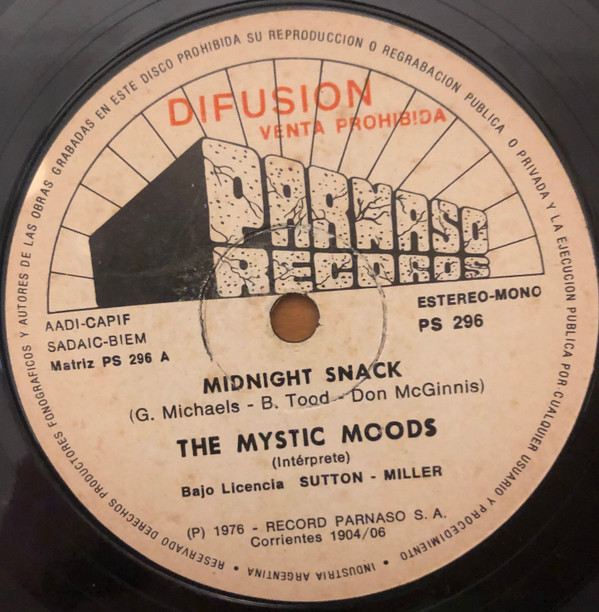 RESERVADO DERECHOS PRODUCTORES FONOGRAFICOS Y AUTORES DE LAS OBRAS GRABADAS EN ESTE DISCO PROHIBIDA SU REPRODUCCION O REGRABACION PUBLICA O PRIVADA Y LA EJECUCION PUBLICA POR CUALQUIER USUARIO Y PROCEDIMIENTO • INDUSTRIA ARGENTINA •
DIFUSION
VENTA PROHIBIDA
PARNASO
RECORDS
AADI-CAPIF
SADAIC-BIEM
Matriz PS 296 A
ESTEREO-MONO
PS 296
MIDNIGHT SNACK
(G. Michaels - B. Tood - Don McGinnis)
THE MYSTIC MOODS
(Intérprete)
Bajo Licencia SUTTON - MILLER
(P) 1976 - RECORD PARNASO S. A.
Corrientes 1904/06